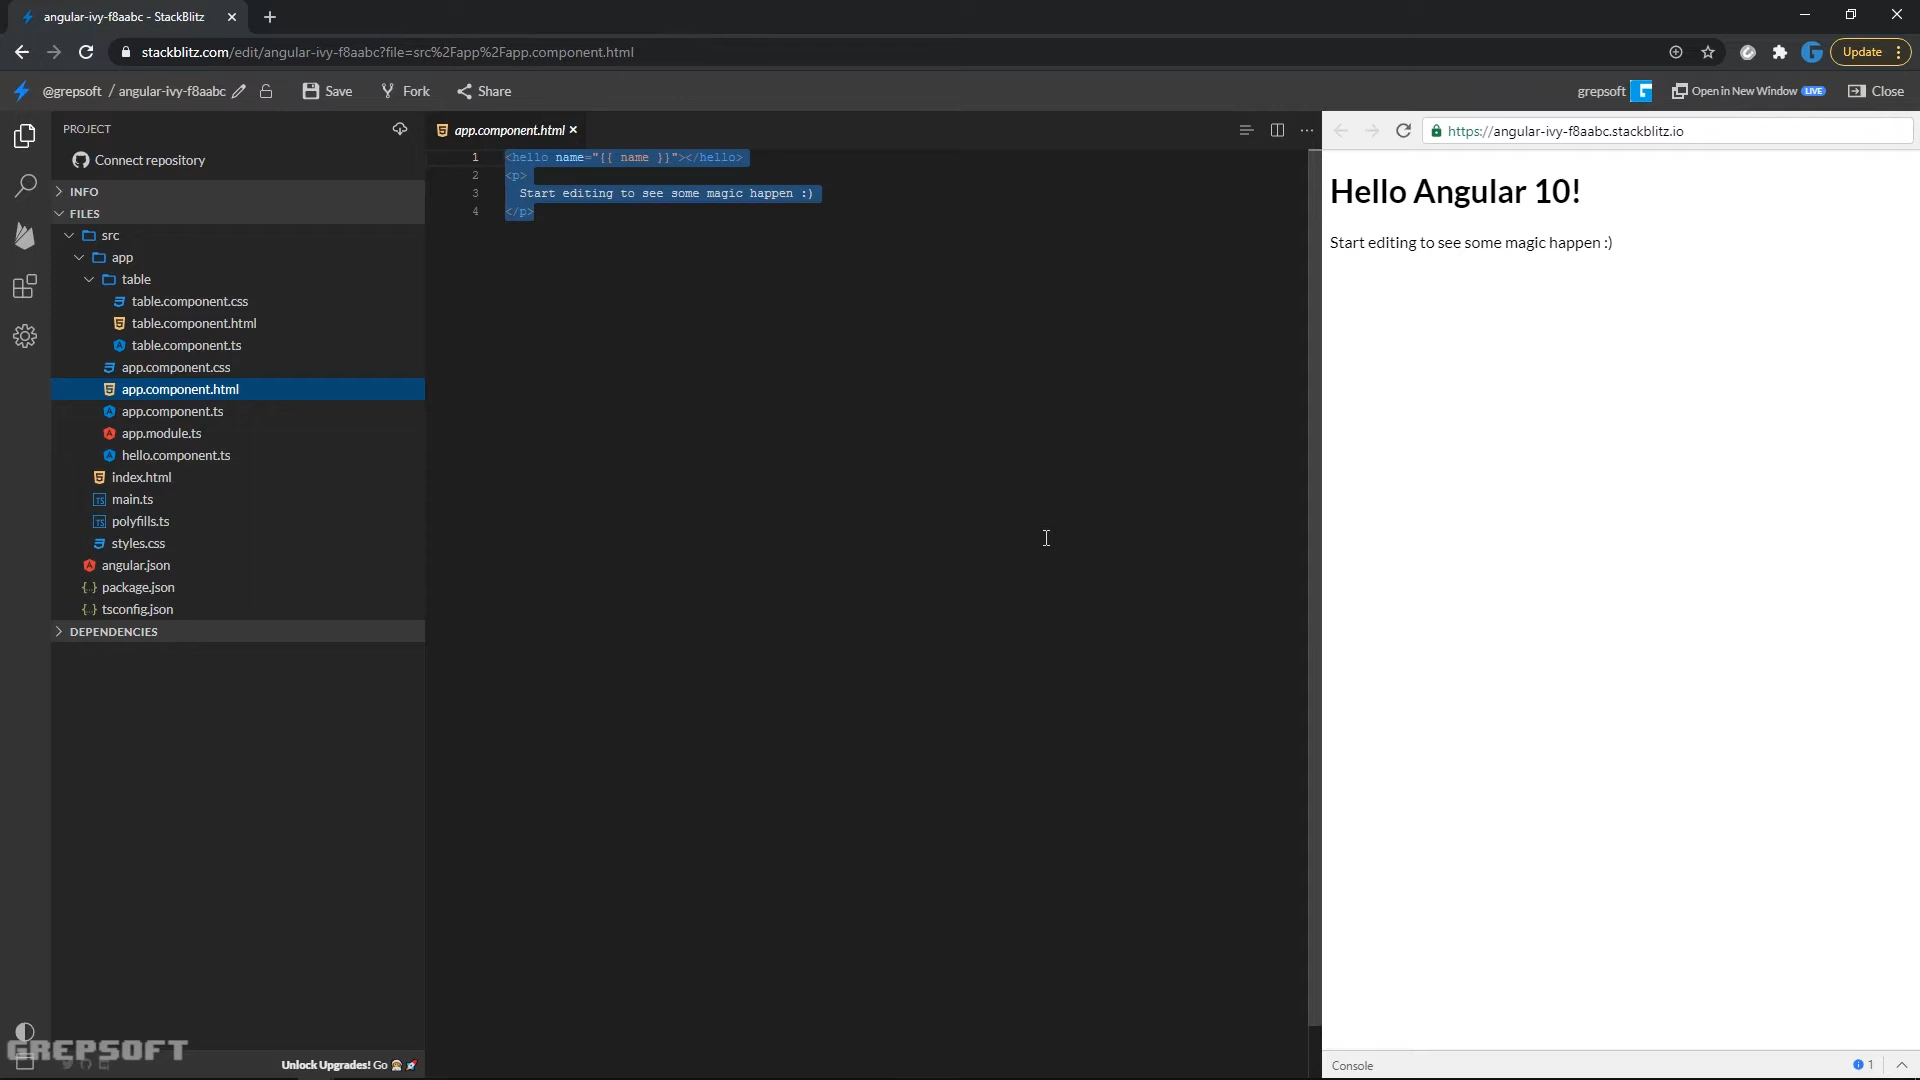 angular-ivy-f8aabc - StackBlitz
stackblitz.com/edit/angular-ivy-f8aabc?file=src%2Fapp%2Fapp.component.html
Update
@grepsoft / angular-ivy-f8aabc
Save
Fork
Share
grepsoft
Open in New Window LIVE
Close
PROJECT
Connect repository
INFO
FILES
src
app
table
table.component.css
table.component.html
table.component.ts
app.component.css
app.component.html
app.component.ts
app.module.ts
hello.component.ts
index.html
main.ts
polyfills.ts
styles.css
angular.json
package.json
tsconfig.json
DEPENDENCIES
GREPSOFT
Unlock Upgrades! Go
app.component.html
1 <hello name="{{ name }}"></hello>
2 <p>
3 Start editing to see some magic happen :)
4 </p>
https://angular-ivy-f8aabc.stackblitz.io
Hello Angular 10!
Start editing to see some magic happen :)
Console
1